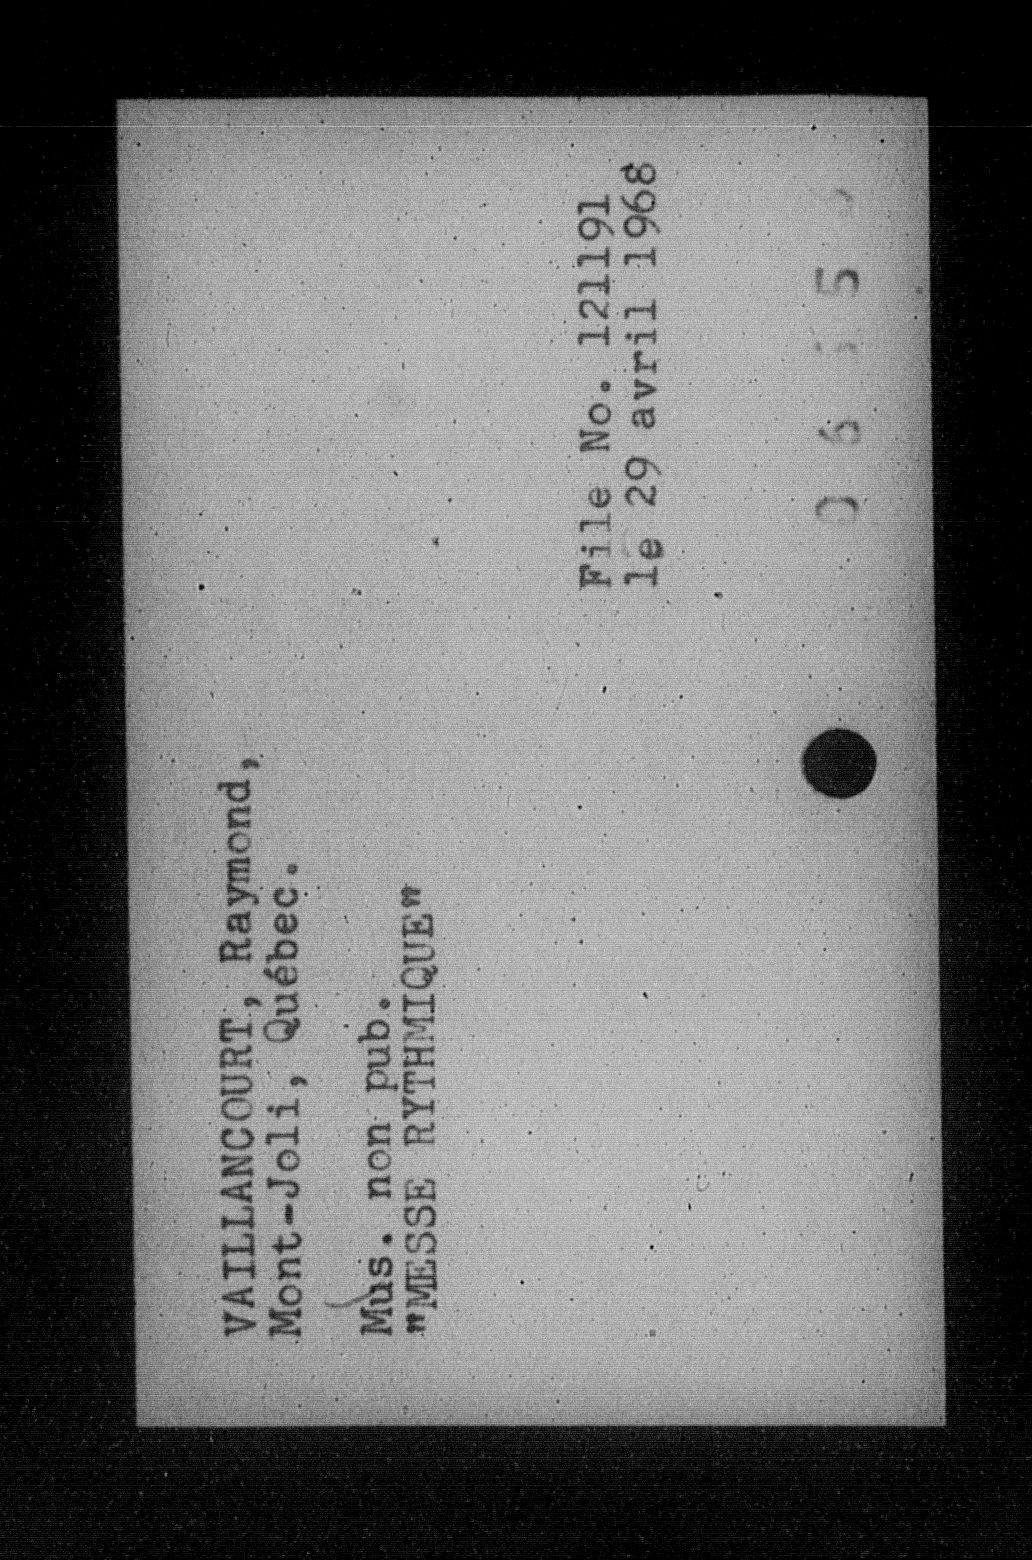 VAILLANCOURT, Raymond,
Mont-Joli, Québec.
Mus. non pub.
"MESSE RYTHMIQUE"
File No. 121191
le 29 avril 1968